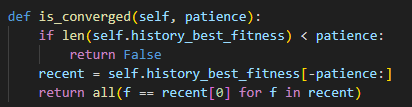 def is_converged(self, patience):
    if len(self.history_best_fitness) < patience:
        return False
    recent = self.history_best_fitness[-patience:]
    return all(f == recent[0] for f in recent)